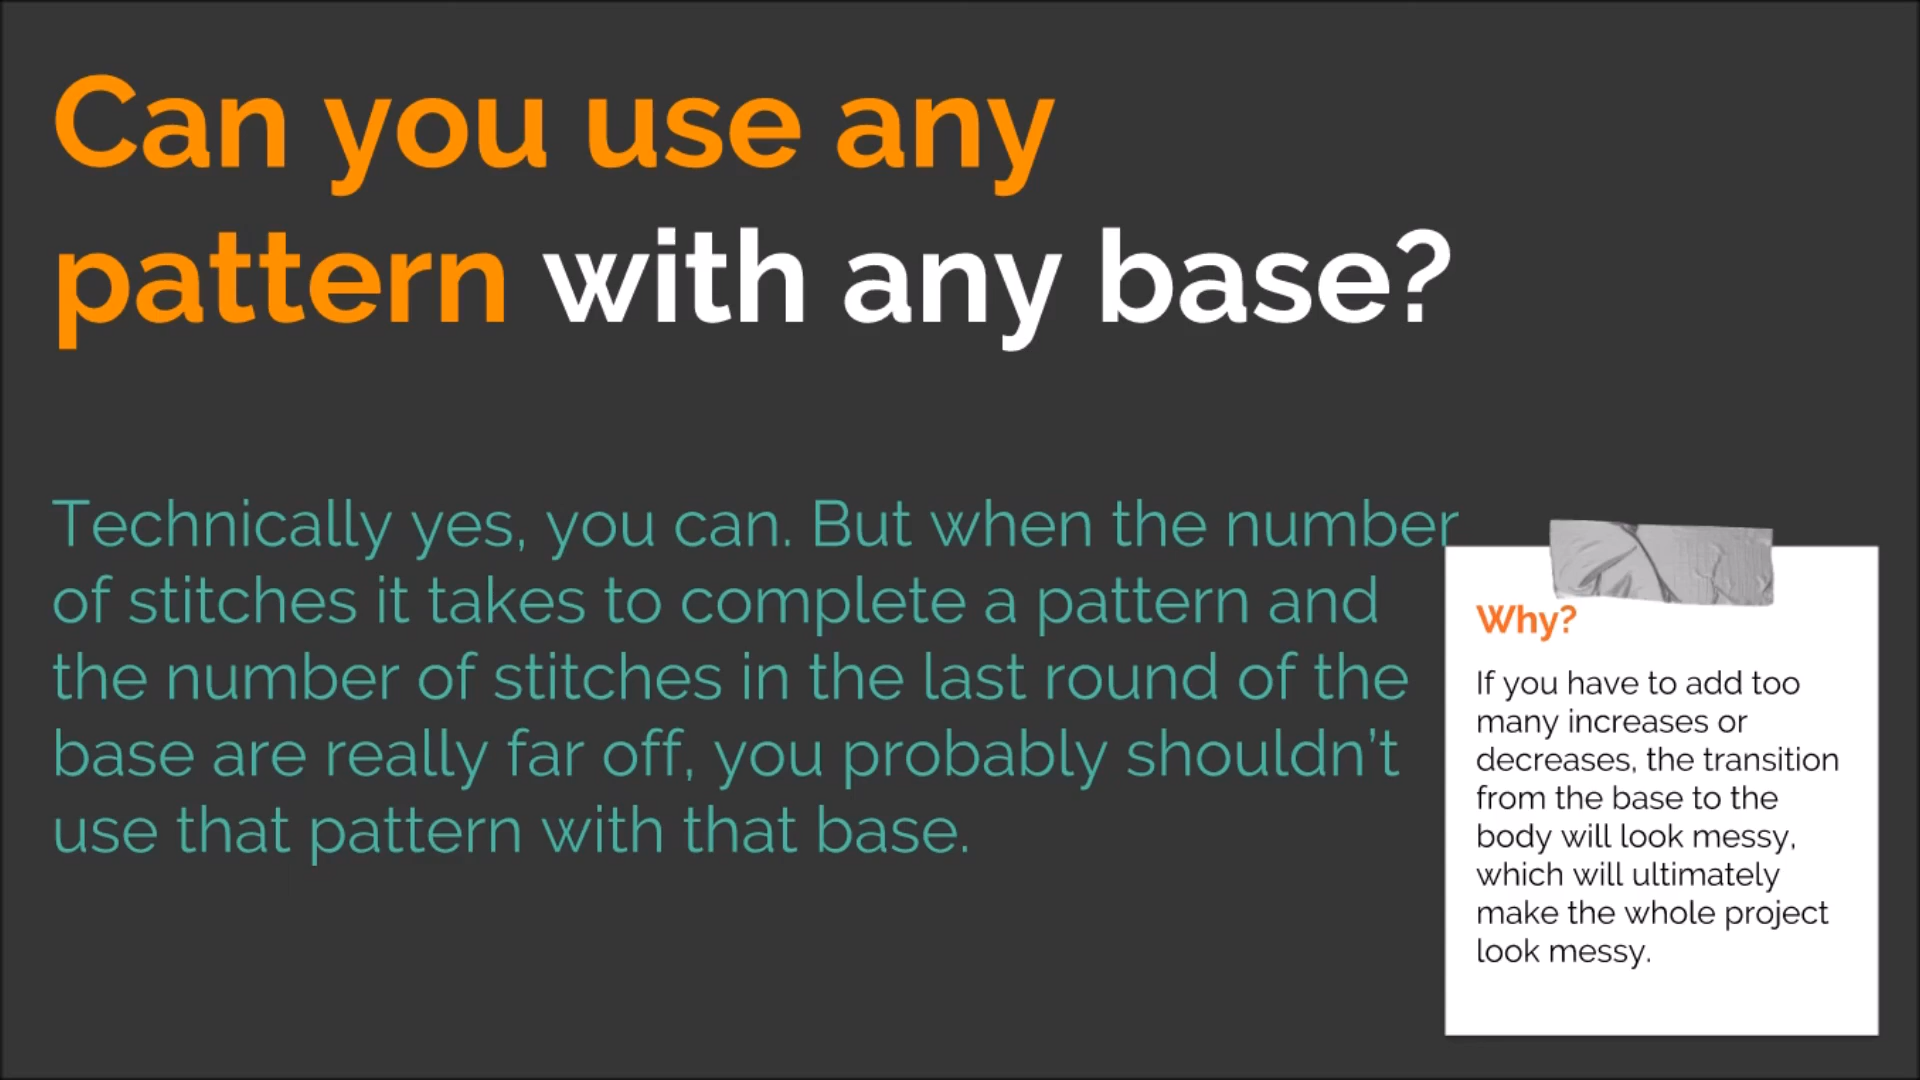 Can you use any
pattern with any base?
Technically yes, you can. But when the number
of stitches it takes to complete a pattern and
the number of stitches in the last round of the
base are really far off, you probably shouldn’t
use that pattern with that base.
Why?
If you have to add too
many increases or
decreases, the transition
from the base to the
body will look messy,
which will ultimately
make the whole project
look messy.